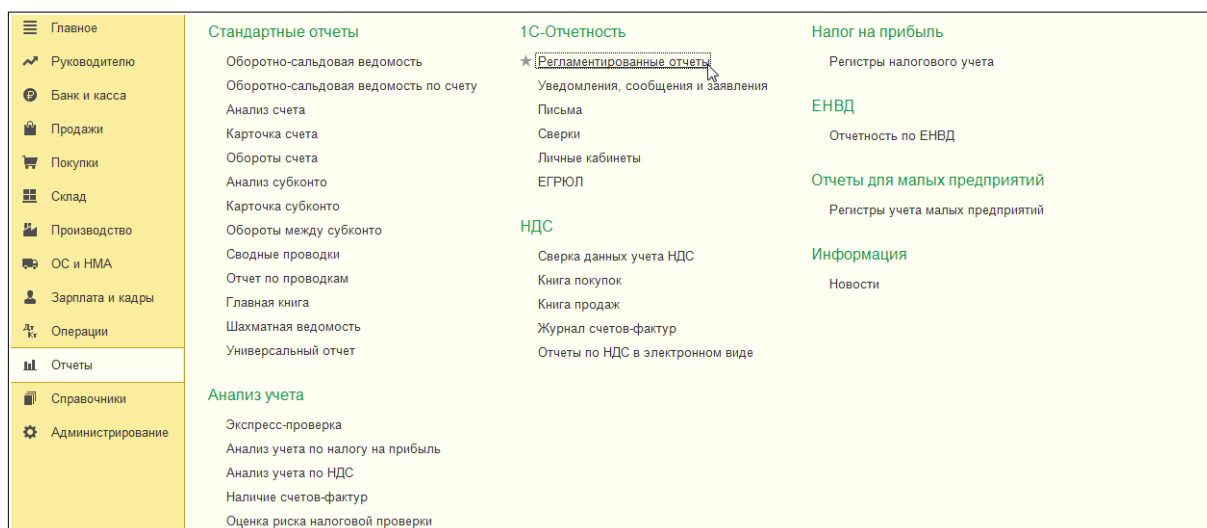 Главное
Руководителю
Банк и касса
Продажи
Покупки
Склад
Производство
ОС и НМА
Зарплата и кадры
Дт Кт Операции
Отчеты
Справочники
Администрирование
Стандартные отчеты
Оборотно-сальдовая ведомость
Оборотно-сальдовая ведомость по счету
Анализ счета
Карточка счета
Обороты счета
Анализ субконто
Карточка субконто
Обороты между субконто
Сводные проводки
Отчет по проводкам
Главная книга
Шахматная ведомость
Универсальный отчет
Анализ учета
Экспресс-проверка
Анализ учета по налогу на прибыль
Анализ учета по НДС
Наличие счетов-фактур
Оценка риска налоговой проверки
1С-Отчетность
Регламентированные отчеты
Уведомления, сообщения и заявления
Письма
Сверки
Личные кабинеты
ЕГРЮЛ
НДС
Сверка данных учета НДС
Книга покупок
Книга продаж
Журнал счетов-фактур
Отчеты по НДС в электронном виде
Налог на прибыль
Регистры налогового учета
ЕНВД
Отчетность по ЕНВД
Отчеты для малых предприятий
Регистры учета малых предприятий
Информация
Новости